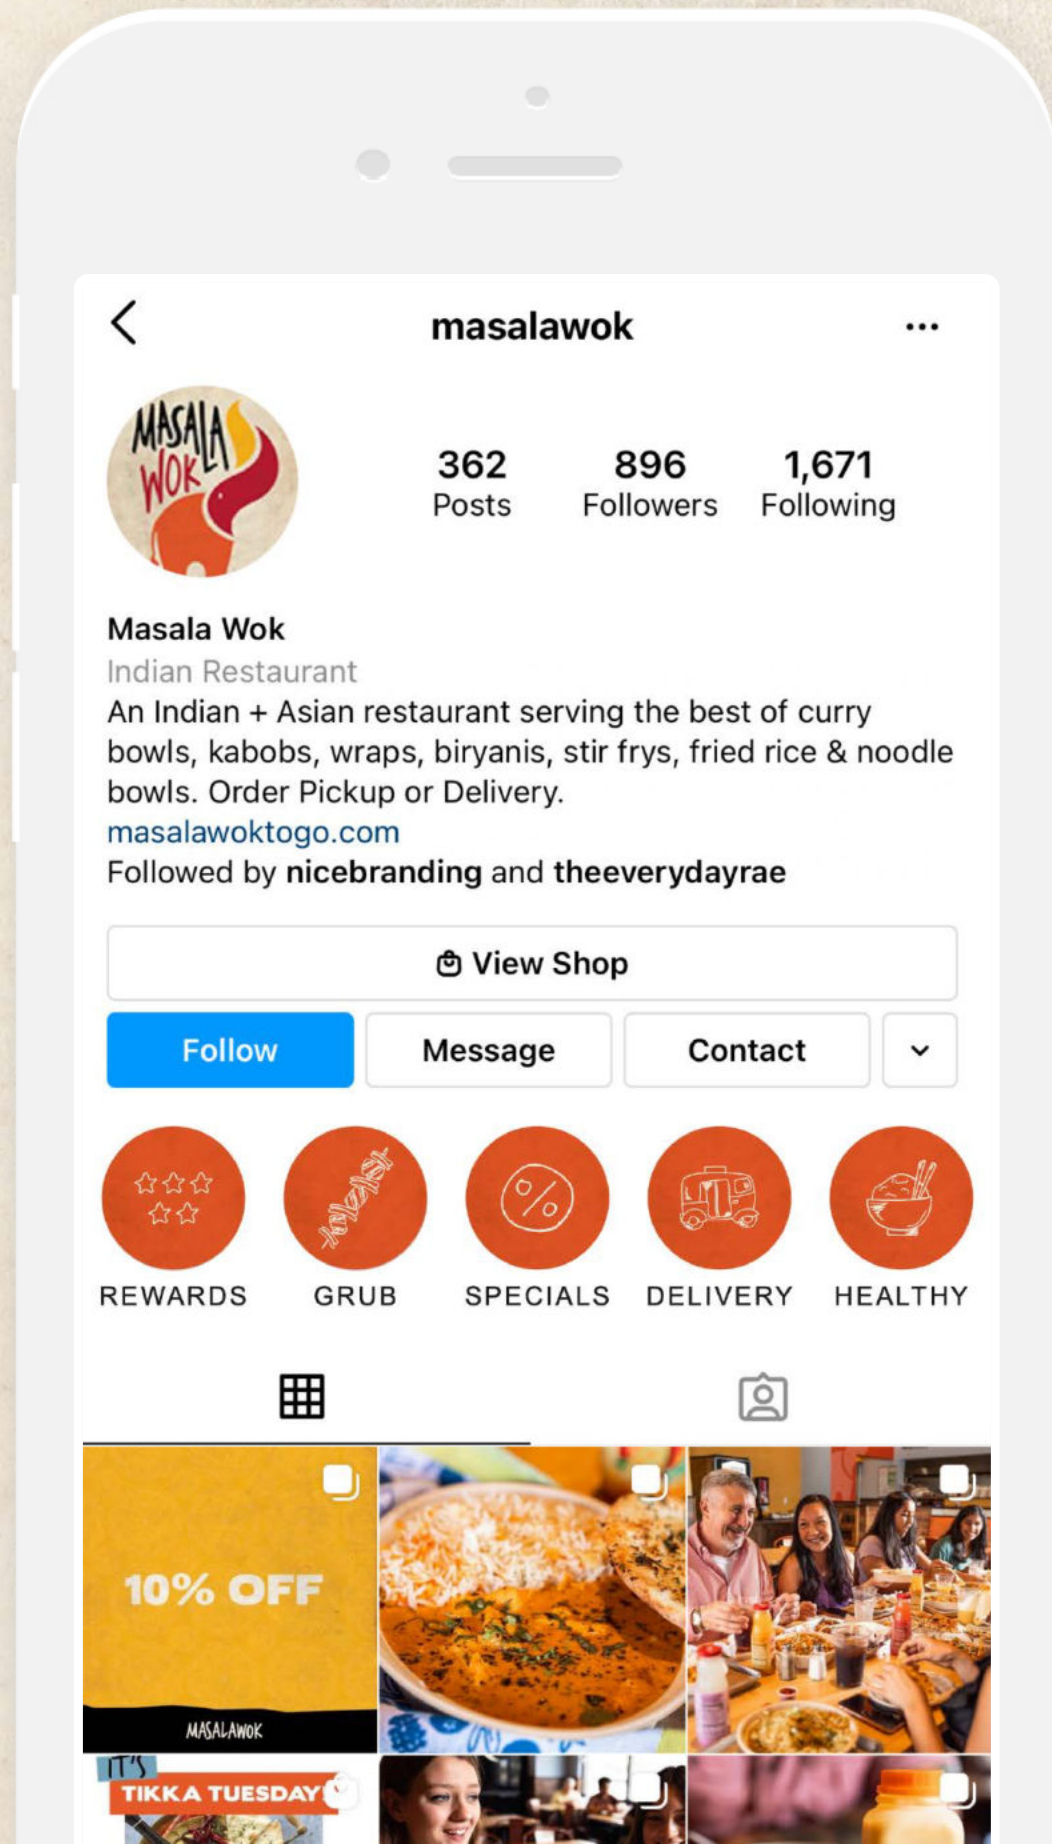 masalawok
MASALA
WOK
362
Posts
896
Followers
1,671
Following
Masala Wok
Indian Restaurant
An Indian + Asian restaurant serving the best of curry
bowls, kabobs, wraps, biryanis, stir frys, fried rice & noodle
bowls. Order Pickup or Delivery.
masalawoktogo.com
Followed by nicebranding and theeverydayrae
View Shop
Follow
Message
Contact
REWARDS
GRUB
SPECIALS
DELIVERY
HEALTHY
10% OFF
MASALAWOK
IT'S
TIKKA TUESDAY!